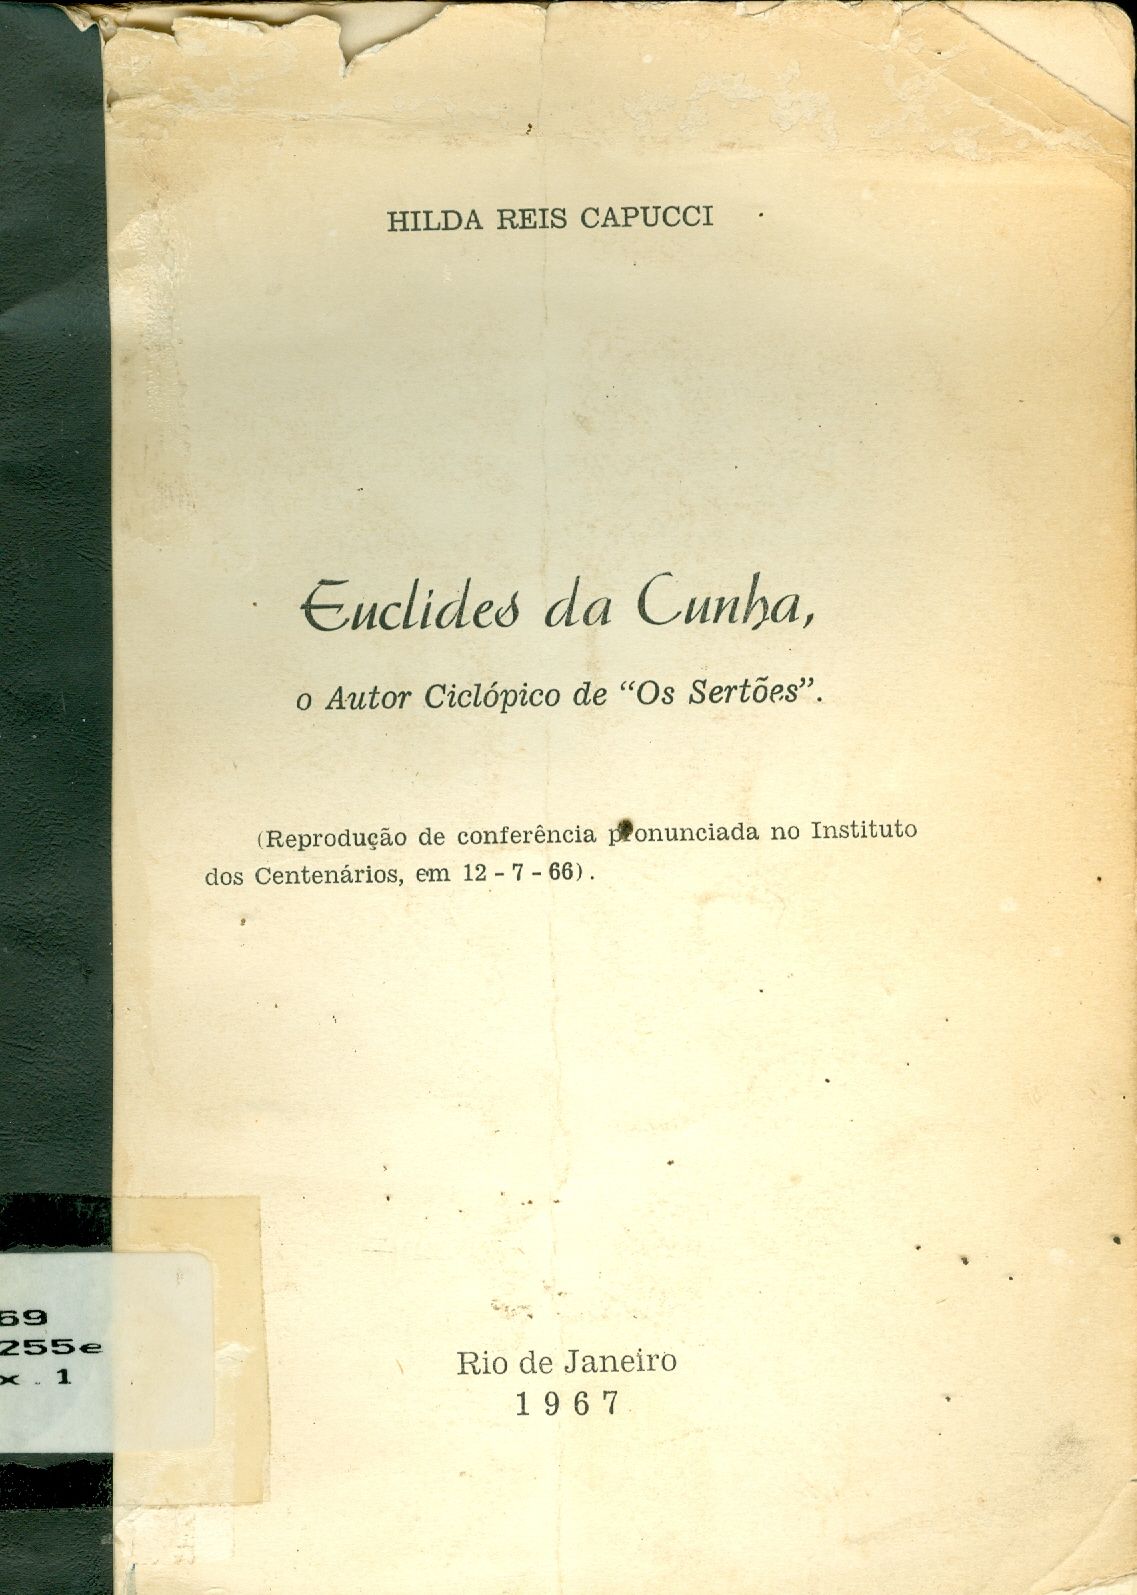 HILDA REIS CAPUCCI
Euclides da Cunha,
o Autor Ciclópico de “Os Sertões”.
(Reprodução de conferência pronunciada no Instituto
dos Centenários, em 12 - 7 - 66).
69
255e
x. 1
Rio de Janeiro
1967